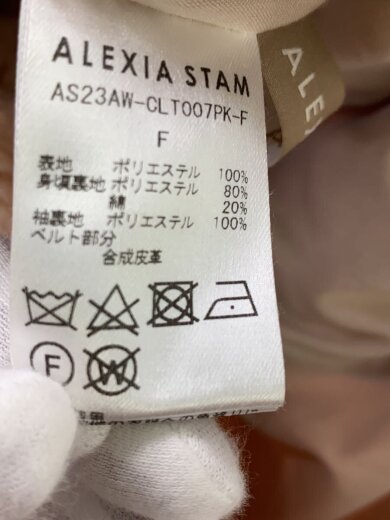 ALEXIA STAM
AS23AW-CLT007PK-F
F
表地 ポリエステル 100%
身頃裏地 ポリエステル 80%
綿 20%
袖裏地 ポリエステル 100%
ベルト部分
合成皮革
F
W
ALEX